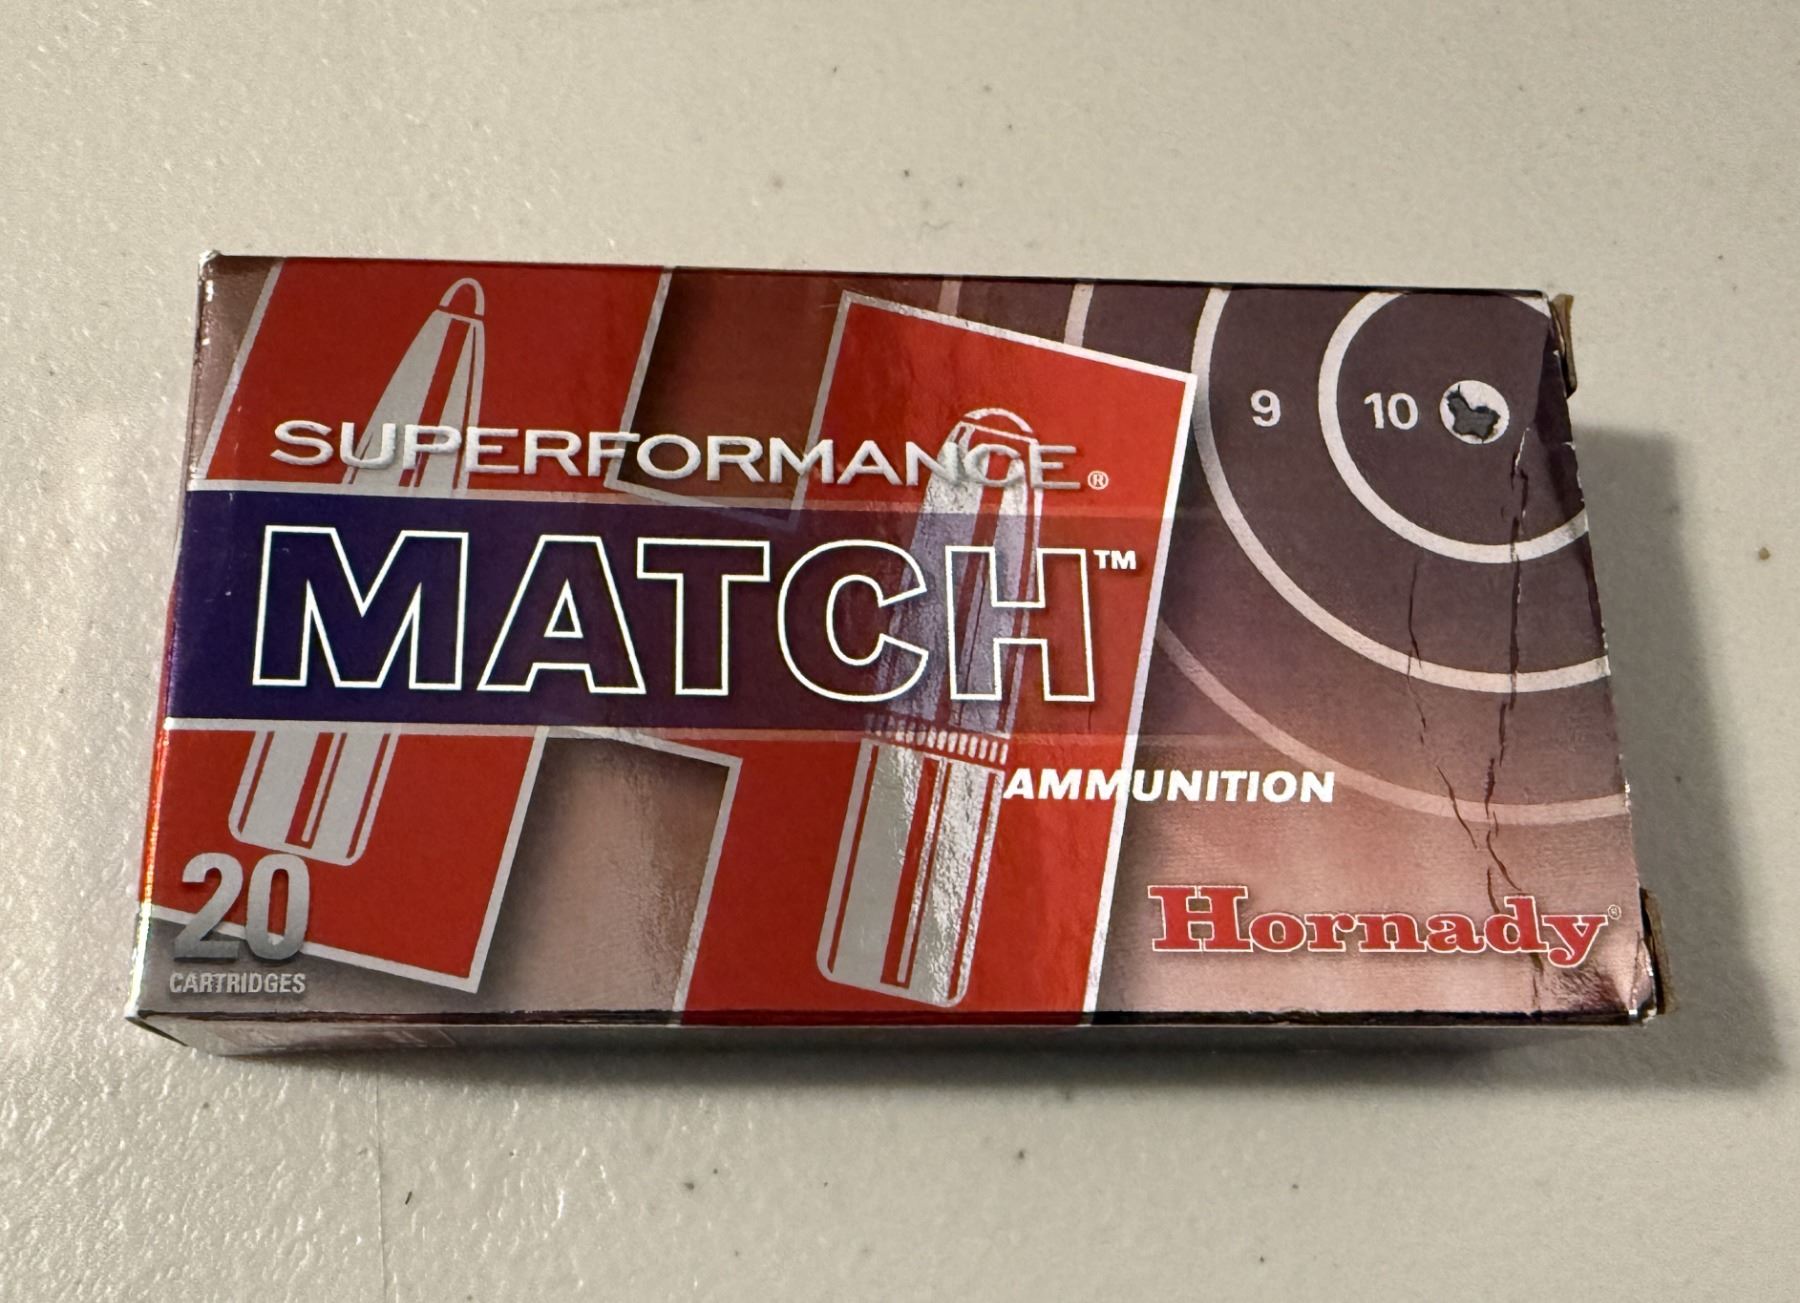 SUPERFORMANCE®
MATCH™
AMMUNITION
9 10
Hornady®
20
CARTRIDGES